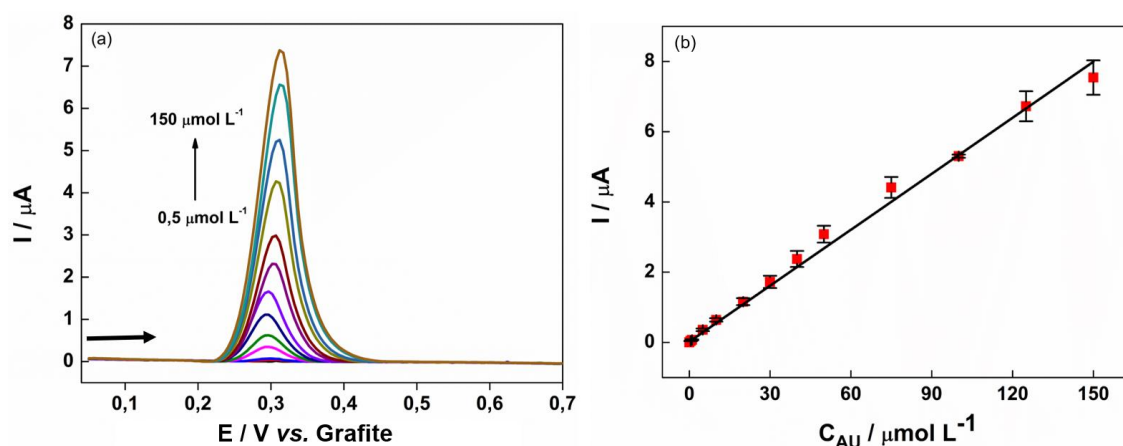 (a)
8
7
6
5
4
3
2
1
0
I / μA
150 μmol L⁻¹
0,5 μmol L⁻¹
0,1 0,2 0,3 0,4 0,5 0,6 0,7
E / V vs. Grafite
(b)
8
6
4
2
0
I / μA
0 30 60 90 120 150
C_AU / μmol L⁻¹